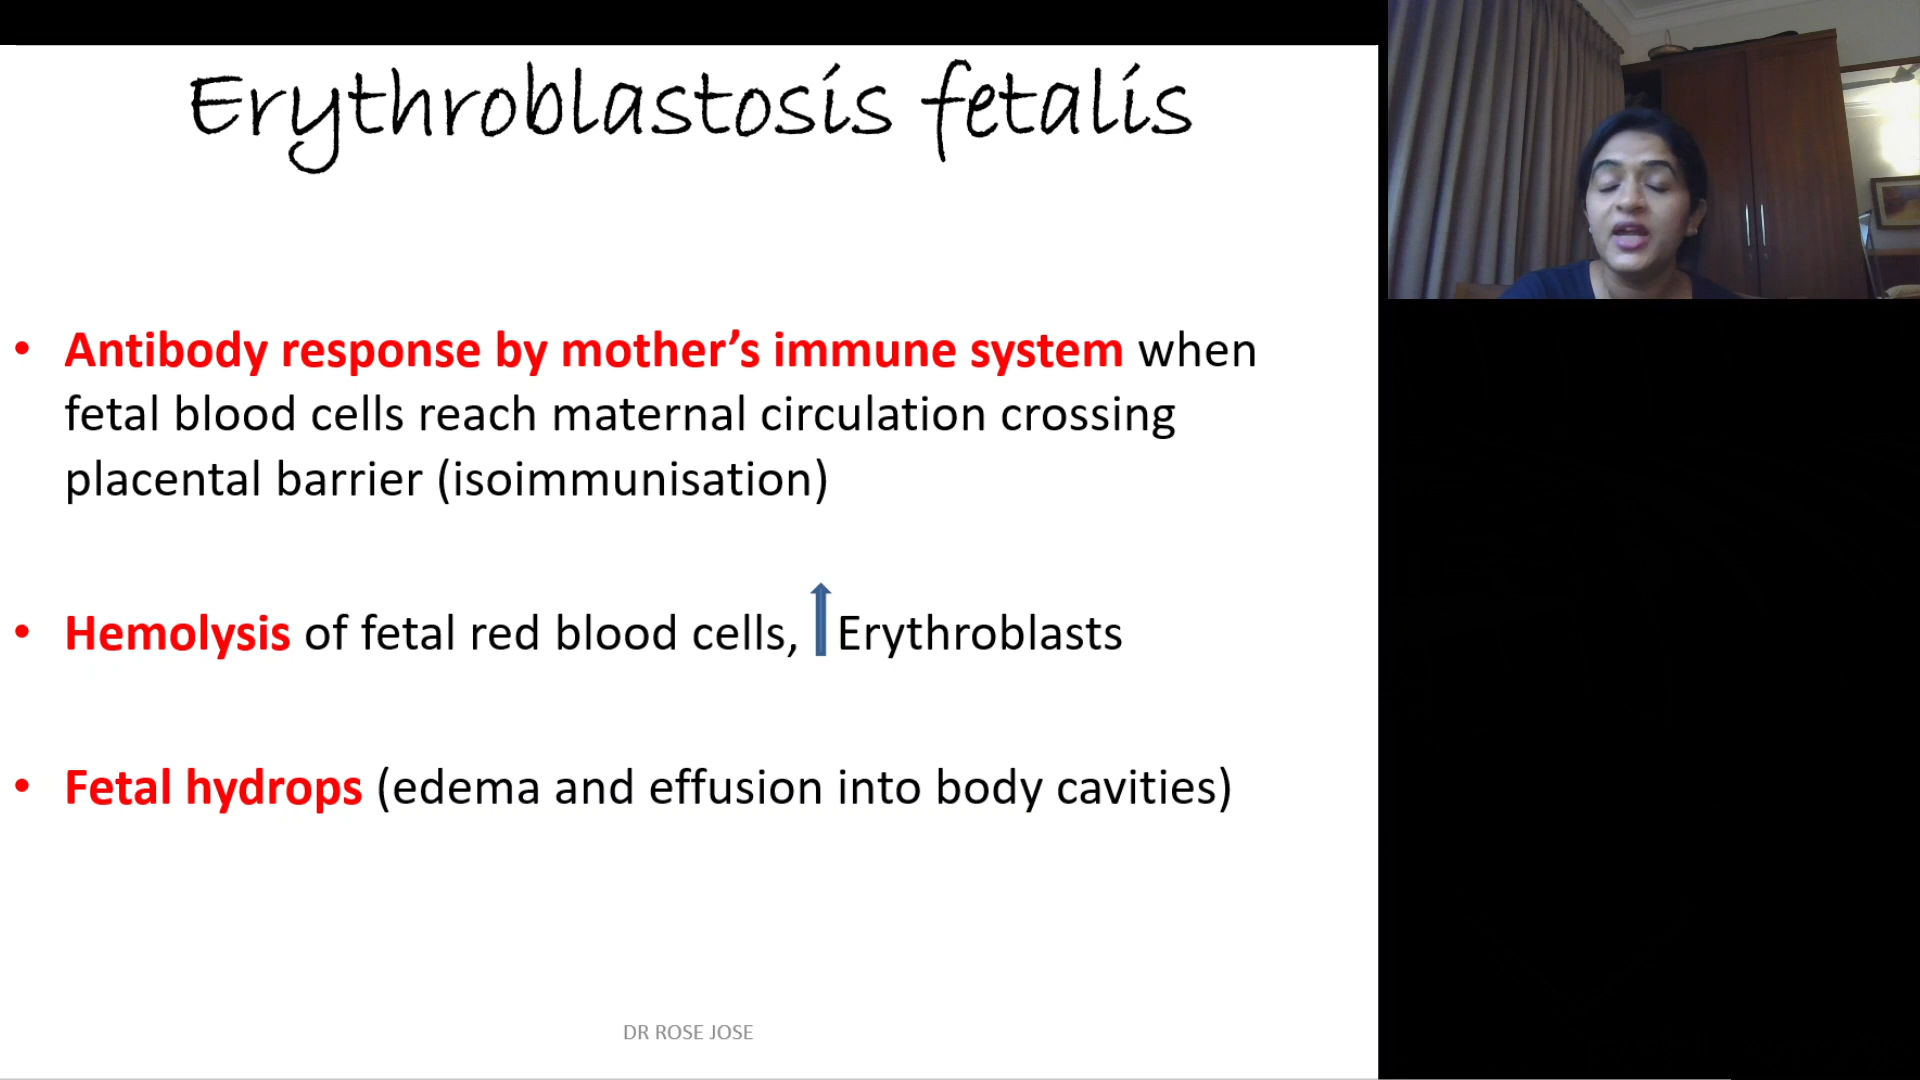 Erythroblastosis fetalis
• Antibody response by mother’s immune system when
fetal blood cells reach maternal circulation crossing
placental barrier (isoimmunisation)
• Hemolysis of fetal red blood cells, ↑ Erythroblasts
• Fetal hydrops (edema and effusion into body cavities)
DR ROSE JOSE